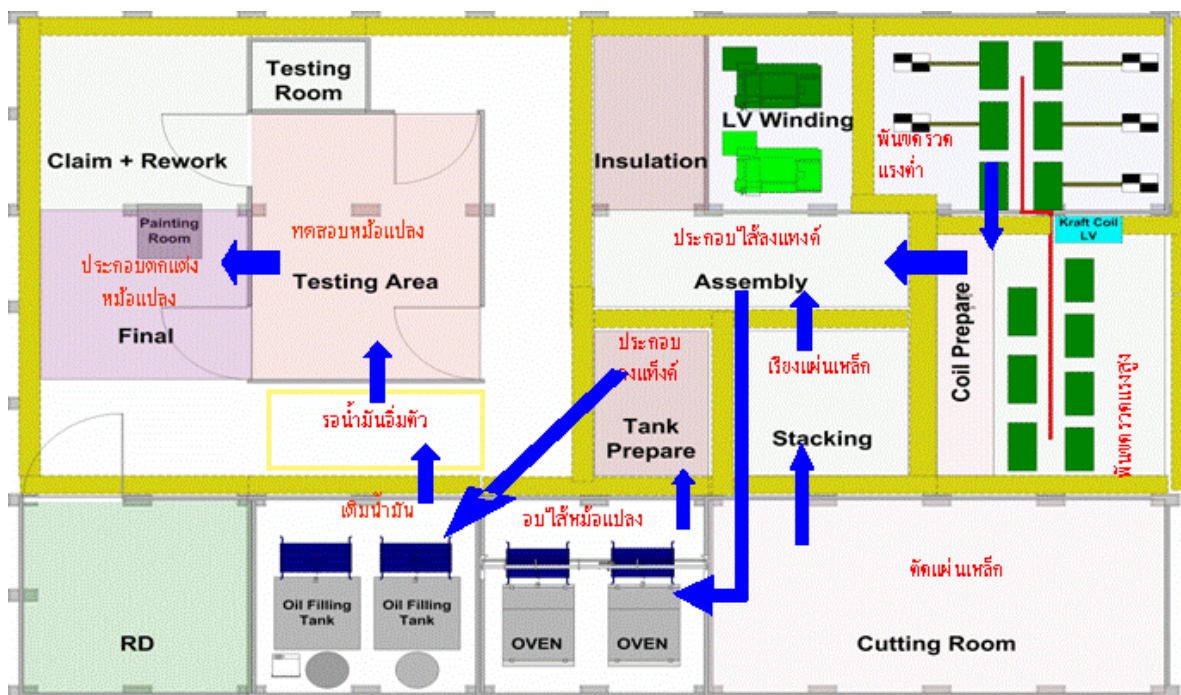 Testing
Room
LV Winding
Insulation
Claim + Rework
พันขดรวด
แรงต่ำ
Painting
Room
Kraft Coil
LV
ทดสอบหม้อแปลง
ประกอบไส้ลงแทงค์
ประกอบตกแต่ง
หม้อแปลง
Testing Area
Assembly
Final
Coil Prepare
ประกอบ
ลงแท็งค์
เรียงแผ่นเหล็ก
พันขดรวดแรงสูง
รอน้ำมันอิ่มตัว
Tank
Prepare
Stacking
เติมน้ำมัน
อบไส้หม้อแปลง
ตัดแผ่นเหล็ก
Oil Filling
Tank
Oil Filling
Tank
RD
OVEN
OVEN
Cutting Room